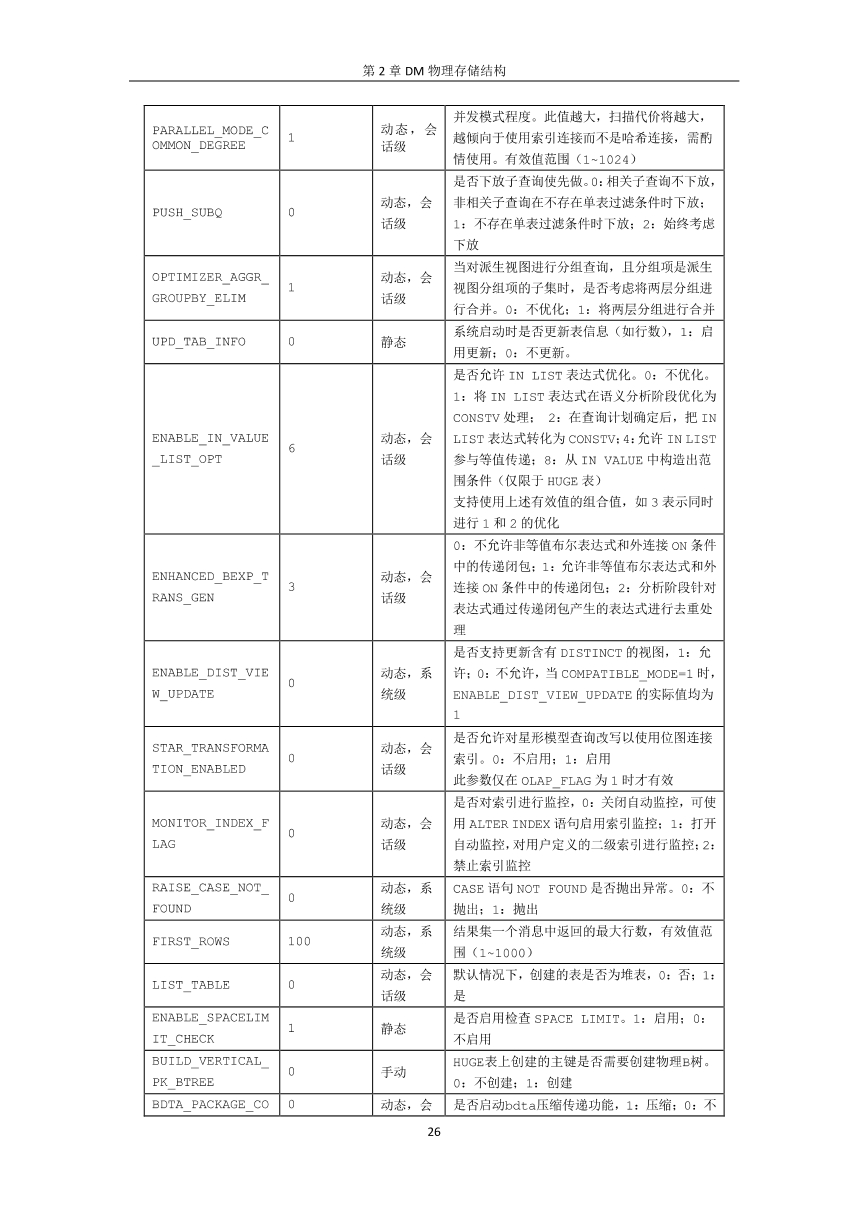 第 2 章 DM 物理存储结构
PARALLEL_MODE_C
OMMON_DEGREE
1
动态，会
话级
并发模式程度。此值越大，扫描代价将越大，
越倾向于使用索引连接而不是哈希连接，需酌
情使用。有效值范围（1~1024）
PUSH_SUBQ
0
动态，会
话级
是否下放子查询使先做。0：相关子查询不下放，
非相关子查询在不存在单表过滤条件时下放；
1：不存在单表过滤条件时下放；2：始终考虑
下放
OPTIMIZER_AGGR_
GROUPBY_ELIM
1
动态，会
话级
当对派生视图进行分组查询，且分组项是派生
视图分组项的子集时，是否考虑将两层分组进
行合并。0：不优化；1：将两层分组进行合并
UPD_TAB_INFO
0
静态
系统启动时是否更新表信息（如行数），1：启
用更新；0：不更新。
ENABLE_IN_VALUE
_LIST_OPT
6
动态，会
话级
是否允许 IN LIST 表达式优化。0：不优化。
1：将 IN LIST 表达式在语义分析阶段优化为
CONSTV 处理； 2：在查询计划确定后，把 IN
LIST 表达式转化为 CONSTV；4：允许 IN LIST
参与等值传递；8：从 IN VALUE 中构造出范
围条件（仅限于 HUGE 表）
支持使用上述有效值的组合值，如 3 表示同时
进行 1 和 2 的优化
ENHANCED_BEXP_T
RANS_GEN
3
动态，会
话级
0：不允许非等值布尔表达式和外连接 ON 条件
中的传递闭包；1：允许非等值布尔表达式和外
连接 ON 条件中的传递闭包；2：分析阶段针对
表达式通过传递闭包产生的表达式进行去重处
理
ENABLE_DIST_VIE
W_UPDATE
0
动态，系
统级
是否支持更新含有 DISTINCT 的视图，1：允
许；0：不允许，当 COMPATIBLE_MODE=1 时，
ENABLE_DIST_VIEW_UPDATE 的实际值均为
1
STAR_TRANSFORMA
TION_ENABLED
0
动态，会
话级
是否允许对星形模型查询改写以使用位图连接
索引。0：不启用；1：启用
此参数仅在 OLAP_FLAG 为 1 时才有效
MONITOR_INDEX_F
LAG
0
动态，会
话级
是否对索引进行监控，0：关闭自动监控，可使
用 ALTER INDEX 语句启用索引监控；1：打开
自动监控，对用户定义的二级索引进行监控；2：
禁止索引监控
RAISE_CASE_NOT_
FOUND
0
动态，系
统级
CASE 语句 NOT FOUND 是否抛出异常。0：不
抛出；1：抛出
FIRST_ROWS
100
动态，系
统级
结果集一个消息中返回的最大行数，有效值范
围（1~1000）
LIST_TABLE
0
动态，会
话级
默认情况下，创建的表是否为堆表，0：否；1：
是
ENABLE_SPACELIM
IT_CHECK
1
静态
是否启用检查 SPACE LIMIT。1：启用；0：
不启用
BUILD_VERTICAL_
PK_BTREE
0
手动
HUGE表上创建的主键是否需要创建物理B树。
0：不创建；1：创建
BDTA_PACKAGE_CO
0
动态，会
是否启动bdta压缩传递功能，1：压缩；0：不
26